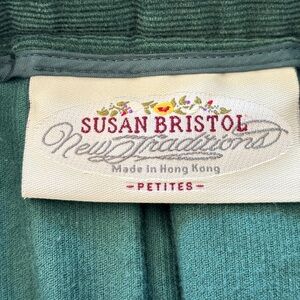 SUSAN BRISTOL
New Traditions
Made in Hong Kong
- PETITES -